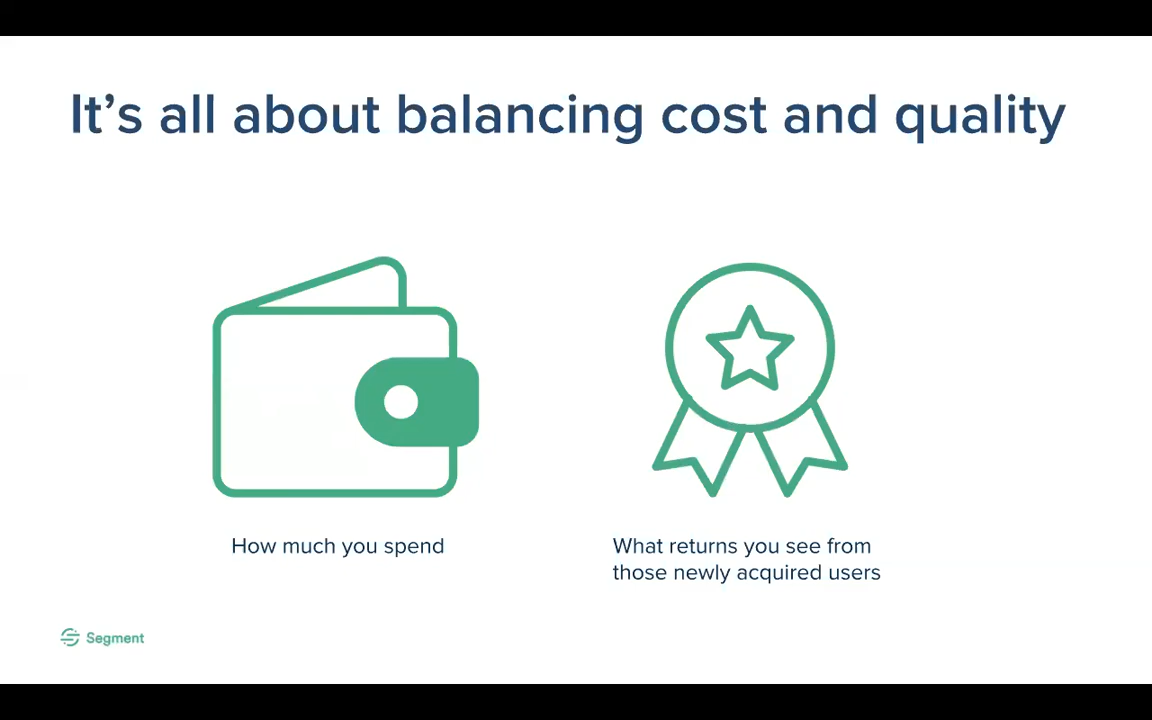 It’s all about balancing cost and quality
How much you spend
What returns you see from
those newly acquired users
Segment